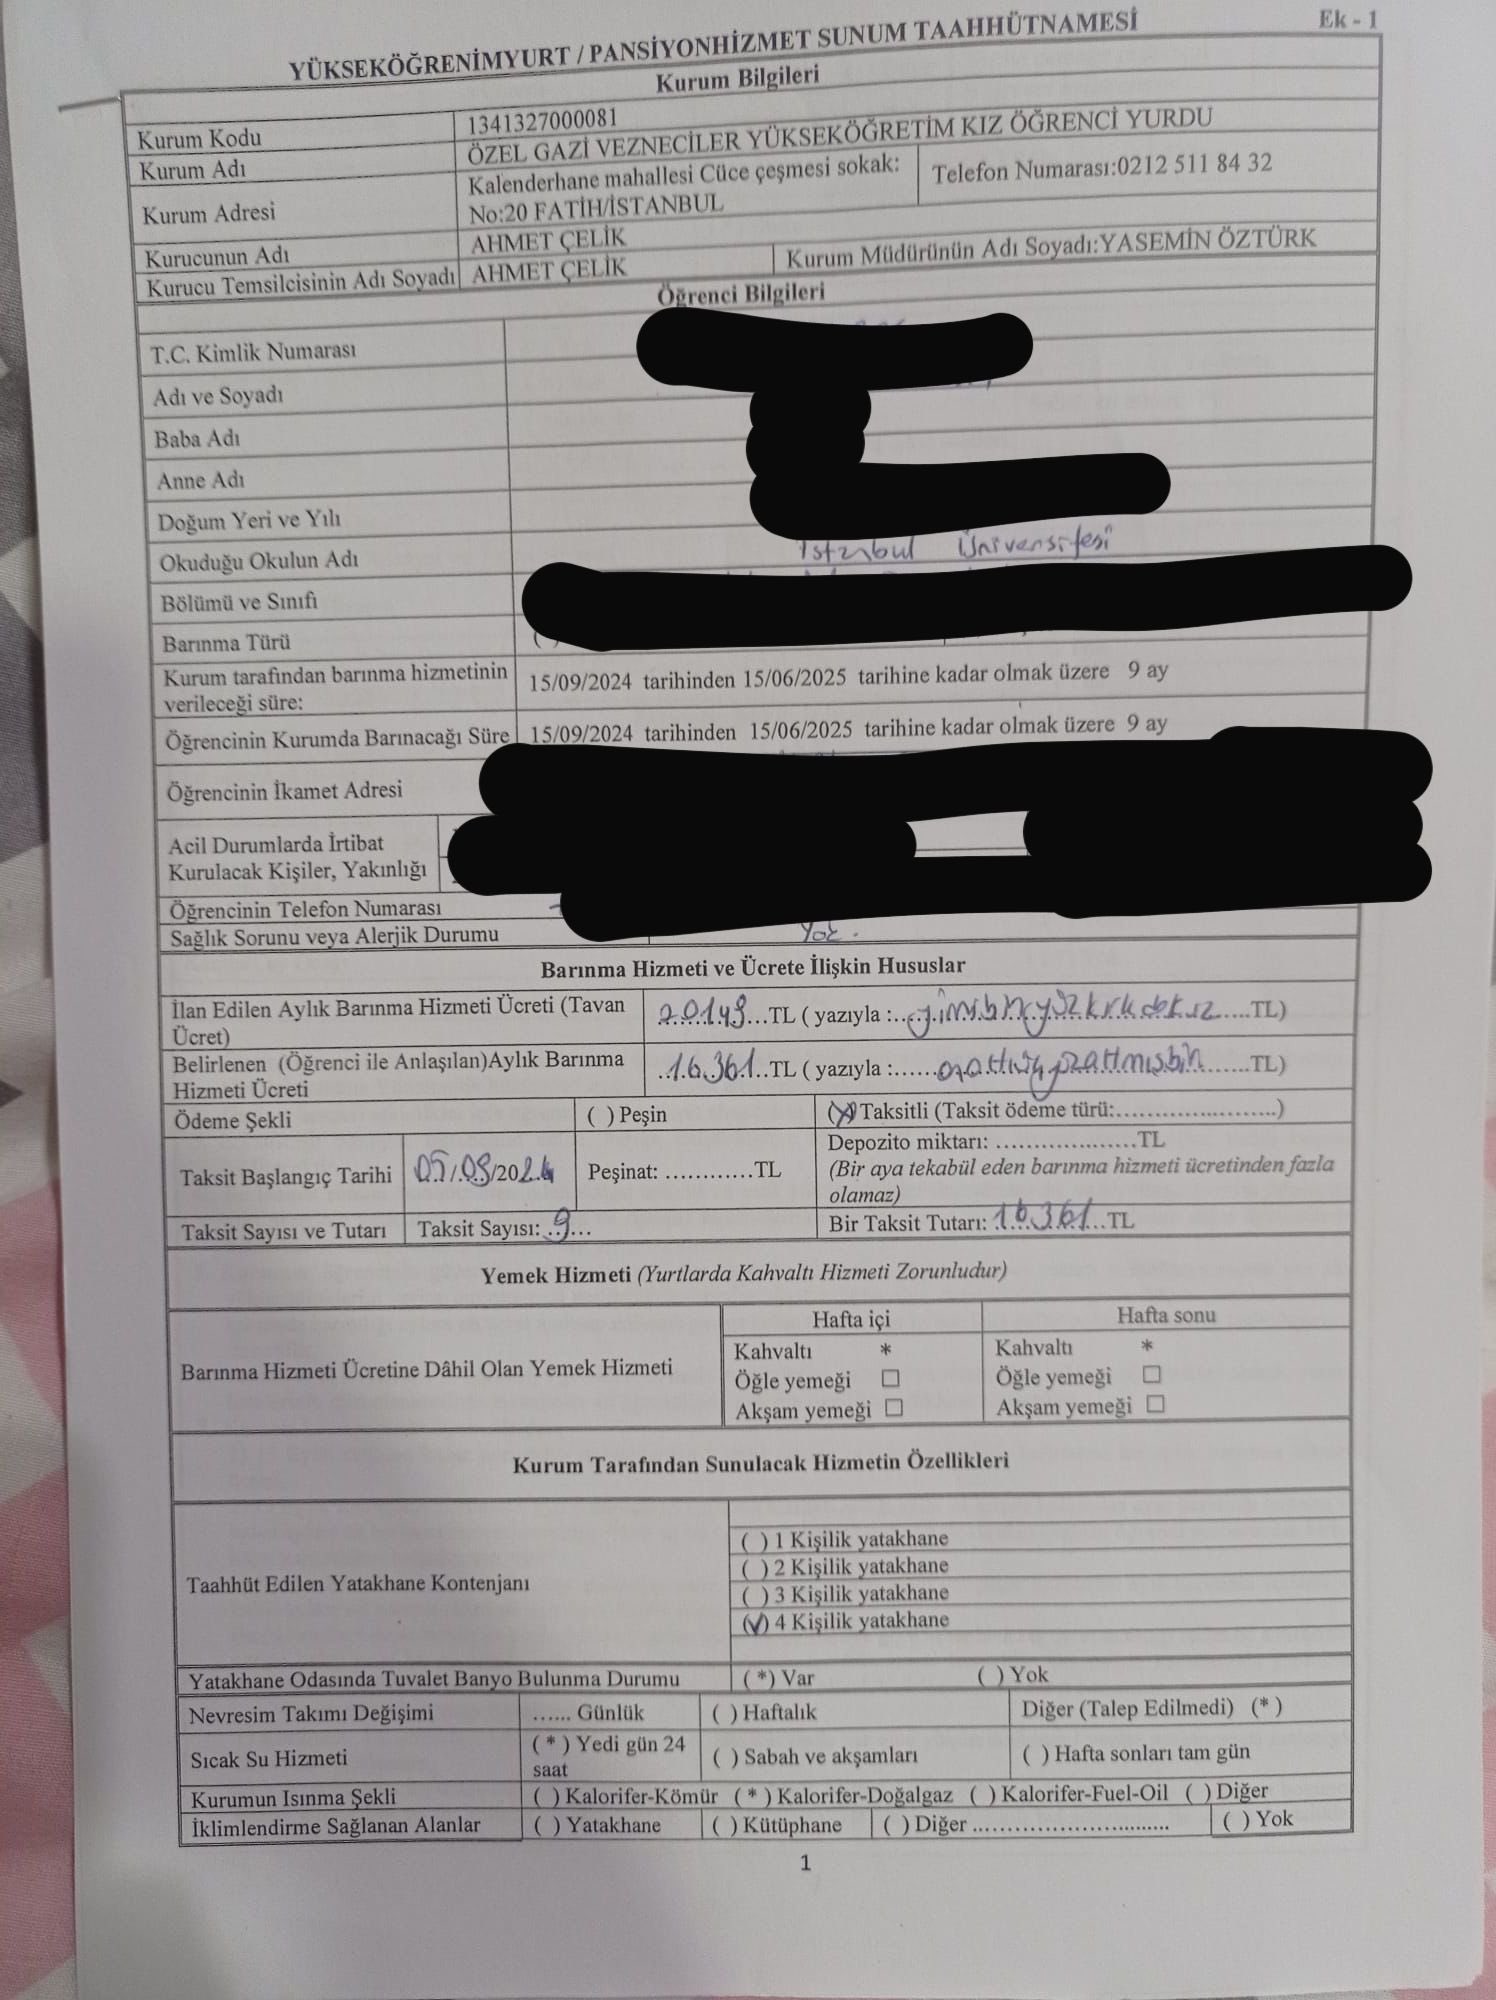 Ek - 1
YÜKSEKÖĞRENİMYURT / PANSİYONHİZMET SUNUM TAAHHÜTNAMESİ
Kurum Bilgileri
Kurum Kodu 1341327000081
Kurum Adı ÖZEL GAZİ VEZNECİLER YÜKSEKÖĞRETİM KIZ ÖĞRENCİ YURDU
Kurum Adresi Kalenderhane mahallesi Cüce çeşmesi sokak: Telefon Numarası:0212 511 84 32
No:20 FATİH/İSTANBUL
Kurucunun Adı AHMET ÇELİK
Kurucu Temsilcisinin Adı Soyadı AHMET ÇELİK Kurum Müdürünün Adı Soyadı:YASEMİN ÖZTÜRK
Öğrenci Bilgileri
T.C. Kimlik Numarası
Adı ve Soyadı
Baba Adı
Anne Adı
Doğum Yeri ve Yılı
Okuduğu Okulun Adı İstanbul Üniversitesi
Bölümü ve Sınıfı
Barınma Türü
Kurum tarafından barınma hizmetinin
verileceği süre: 15/09/2024 tarihinden 15/06/2025 tarihine kadar olmak üzere 9 ay
Öğrencinin Kurumda Barınacağı Süre 15/09/2024 tarihinden 15/06/2025 tarihine kadar olmak üzere 9 ay
Öğrencinin İkamet Adresi
Acil Durumlarda İrtibat
Kurulacak Kişiler, Yakınlığı
Öğrencinin Telefon Numarası
Sağlık Sorunu veya Alerjik Durumu Yok.
Barınma Hizmeti ve Ücrete İlişkin Hususlar
İlan Edilen Aylık Barınma Hizmeti Ücreti (Tavan
Ücret) 20149...TL ( yazıyla :.. .....TL)
Belirlenen (Öğrenci ile Anlaşılan)Aylık Barınma
Hizmeti Ücreti ..16361..TL ( yazıyla :...... .......TL)
Ödeme Şekli ( ) Peşin (X) Taksitli (Taksit ödeme türü:........................)
Taksit Başlangıç Tarihi 05/09/2024 Peşinat: ............TL
Depozito miktarı: ....................TL
(Bir aya tekabül eden barınma hizmeti ücretinden fazla
olamaz)
Taksit Sayısı ve Tutarı Taksit Sayısı: ..9... Bir Taksit Tutarı: 16361...TL
Yemek Hizmeti (Yurtlarda Kahvaltı Hizmeti Zorunludur)
Barınma Hizmeti Ücretine Dâhil Olan Yemek Hizmeti
Hafta içi Hafta sonu
Kahvaltı * Kahvaltı *
Öğle yemeği ☐ Öğle yemeği ☐
Akşam yemeği ☐ Akşam yemeği ☐
Kurum Tarafından Sunulacak Hizmetin Özellikleri
Taahhüt Edilen Yatakhane Kontenjanı
( ) 1 Kişilik yatakhane
( ) 2 Kişilik yatakhane
( ) 3 Kişilik yatakhane
(✓) 4 Kişilik yatakhane
Yatakhane Odasında Tuvalet Banyo Bulunma Durumu (*) Var ( ) Yok
Nevresim Takımı Değişimi ...... Günlük ( ) Haftalık Diğer (Talep Edilmedi) (* )
Sıcak Su Hizmeti ( * ) Yedi gün 24
saat ( ) Sabah ve akşamları ( ) Hafta sonları tam gün
Kurumun Isınma Şekli ( ) Kalorifer-Kömür ( * ) Kalorifer-Doğalgaz ( ) Kalorifer-Fuel-Oil ( ) Diğer
İklimlendirme Sağlanan Alanlar ( ) Yatakhane ( ) Kütüphane ( ) Diğer ............................... ( ) Yok
1